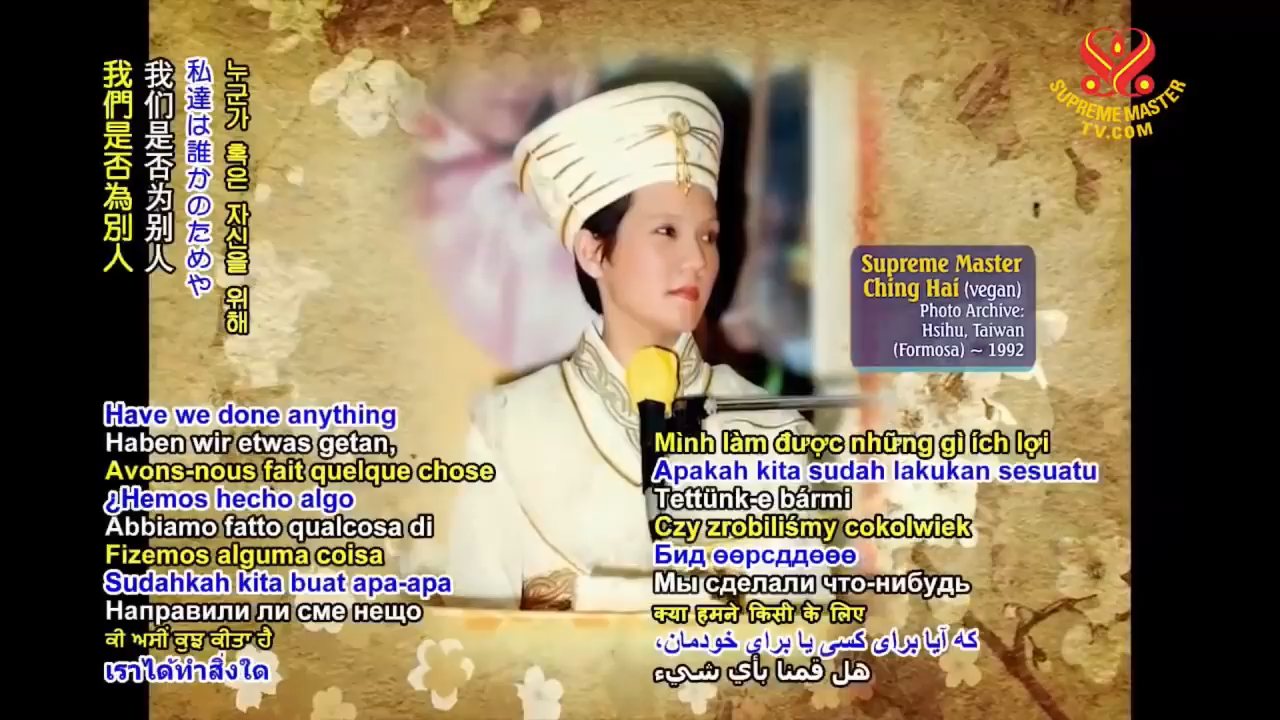 我們是否為別人
我们是否为别人
私達は誰かのためや
누군가 혹은 자신을 위해
SUPREME MASTER
TV.COM
Supreme Master
Ching Hai (vegan)
Photo Archive:
Hsihu, Taiwan
(Formosa) ~ 1992
Have we done anything
Haben wir etwas getan,
Avons-nous fait quelque chose
¿Hemos hecho algo
Abbiamo fatto qualcosa di
Fizemos alguma coisa
Sudahkah kita buat apa-apa
Направили ли сме нещо
ਕੀ ਅਸੀਂ ਕੁਝ ਕੀਤਾ ਹੈ
เราได้ทำสิ่งใด
Mình làm được những gì ích lợi
Apakah kita sudah lakukan sesuatu
Tettünk-e bármi
Czy zrobiliśmy cokolwiek
Бид өөрсддөөө
Мы сделали что-нибудь
क्या हमने किसी के लिए
که آیا برای کسی یا برای خودمان،
هل قمنا بأي شيء